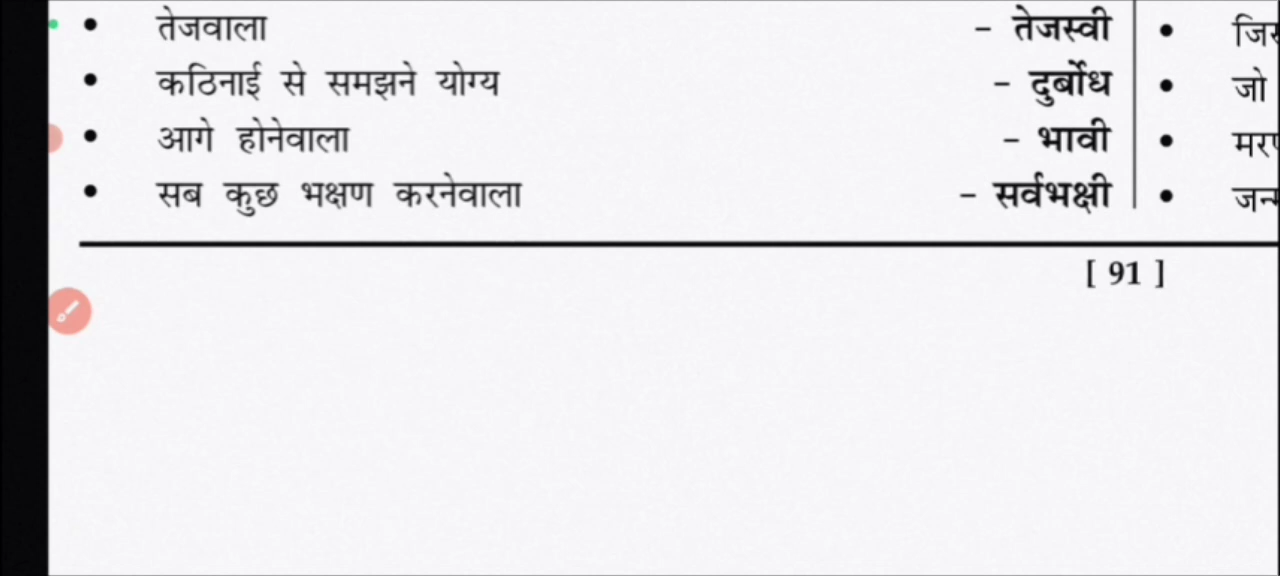 • तेजवाला – तेजस्वी
• कठिनाई से समझने योग्य – दुर्बोध
• आगे होनेवाला – भावी
• सब कुछ भक्षण करनेवाला – सर्वभक्षी
• जो
[ 91 ]